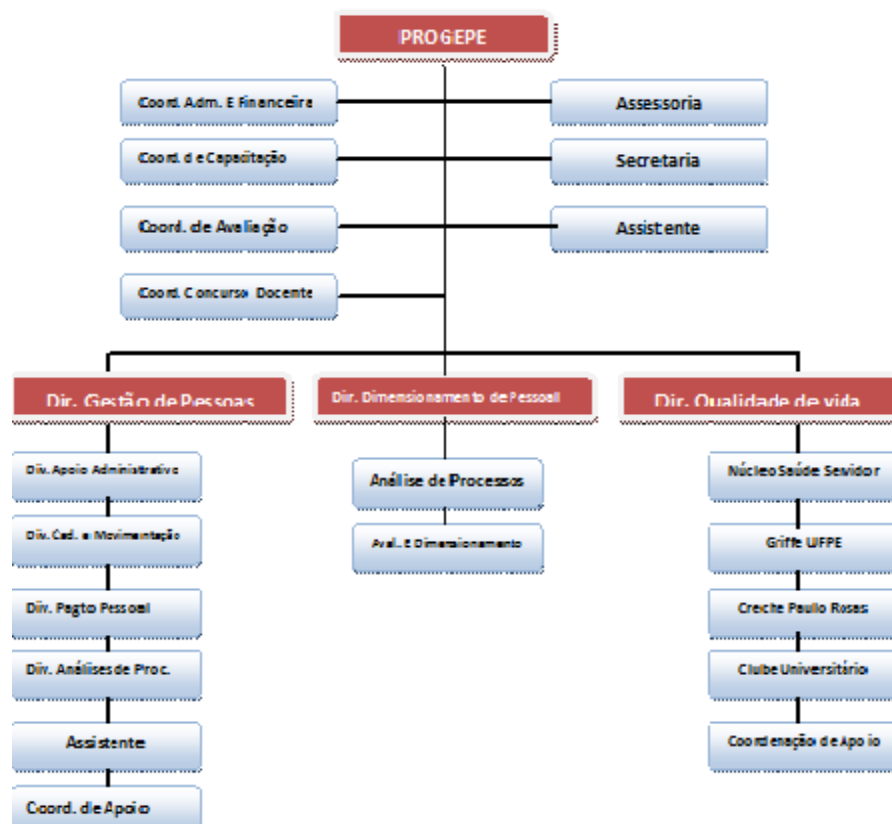 PROGEPE
Coord. Adm. E Financeira
Assessoria
Coord. de Capacitação
Secretaria
Coord. de Avaliação
Assistente
Coord. Concurso Docente
Dir. Gestão de Pessoas
Dir. Dimensionamento de Pessoal
Dir. Qualidade de vida
Div. Apoio Administrativo
Div. Cad. e Movimentação
Div. Pagto Pessoal
Div. Análises de Proc.
Assistente
Coord. de Apoio
Análise de Processos
Aval. E Dimensionamento
Núcleo Saúde Servidor
Griffe UFPE
Creche Paulo Rosas
Clube Universitário
Coordenação de Apoio